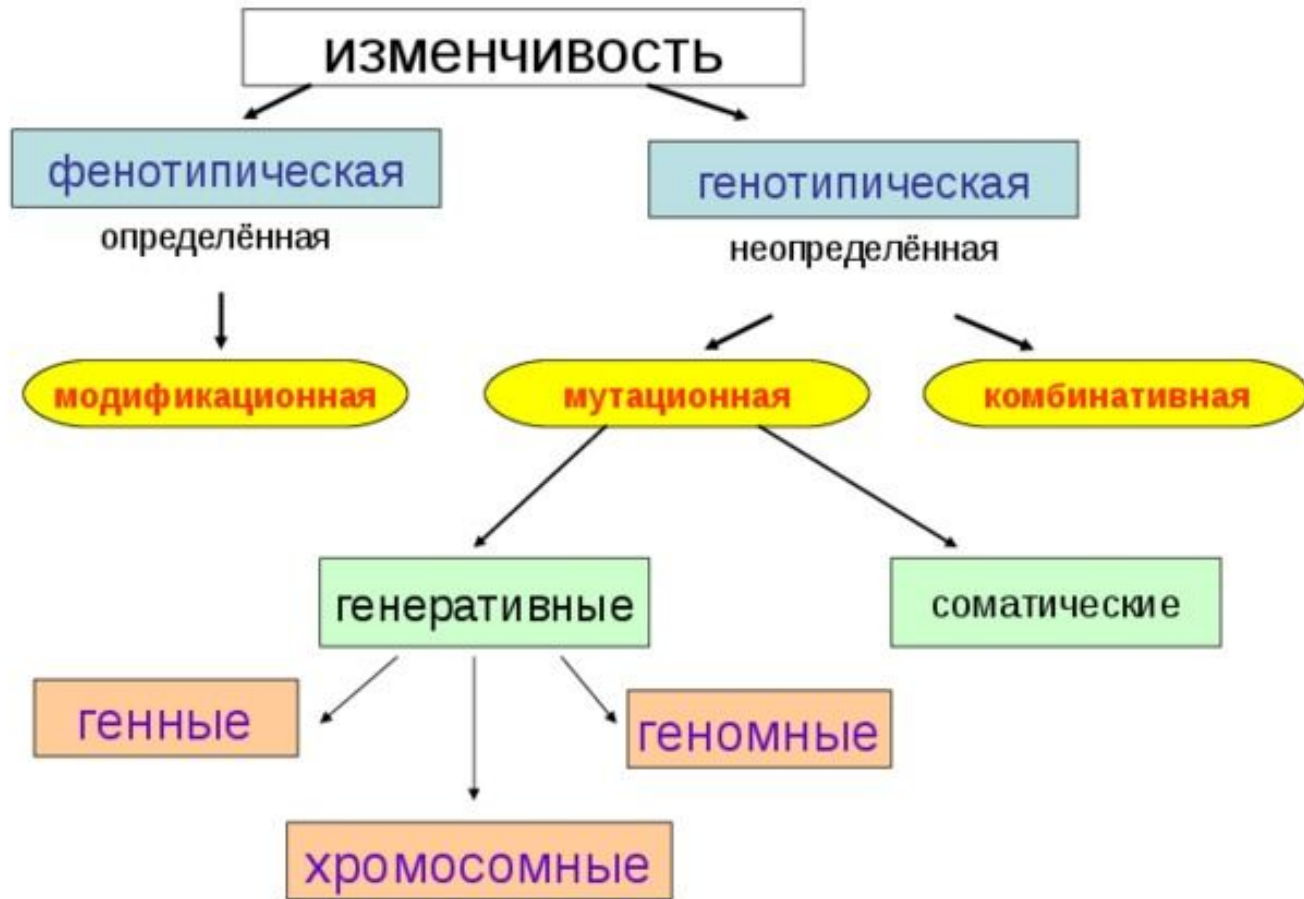 изменчивость
фенотипическая
генотипическая
определённая
неопределённая
модификационная
мутационная
комбинативная
генеративные
соматические
генные
геномные
хромосомные